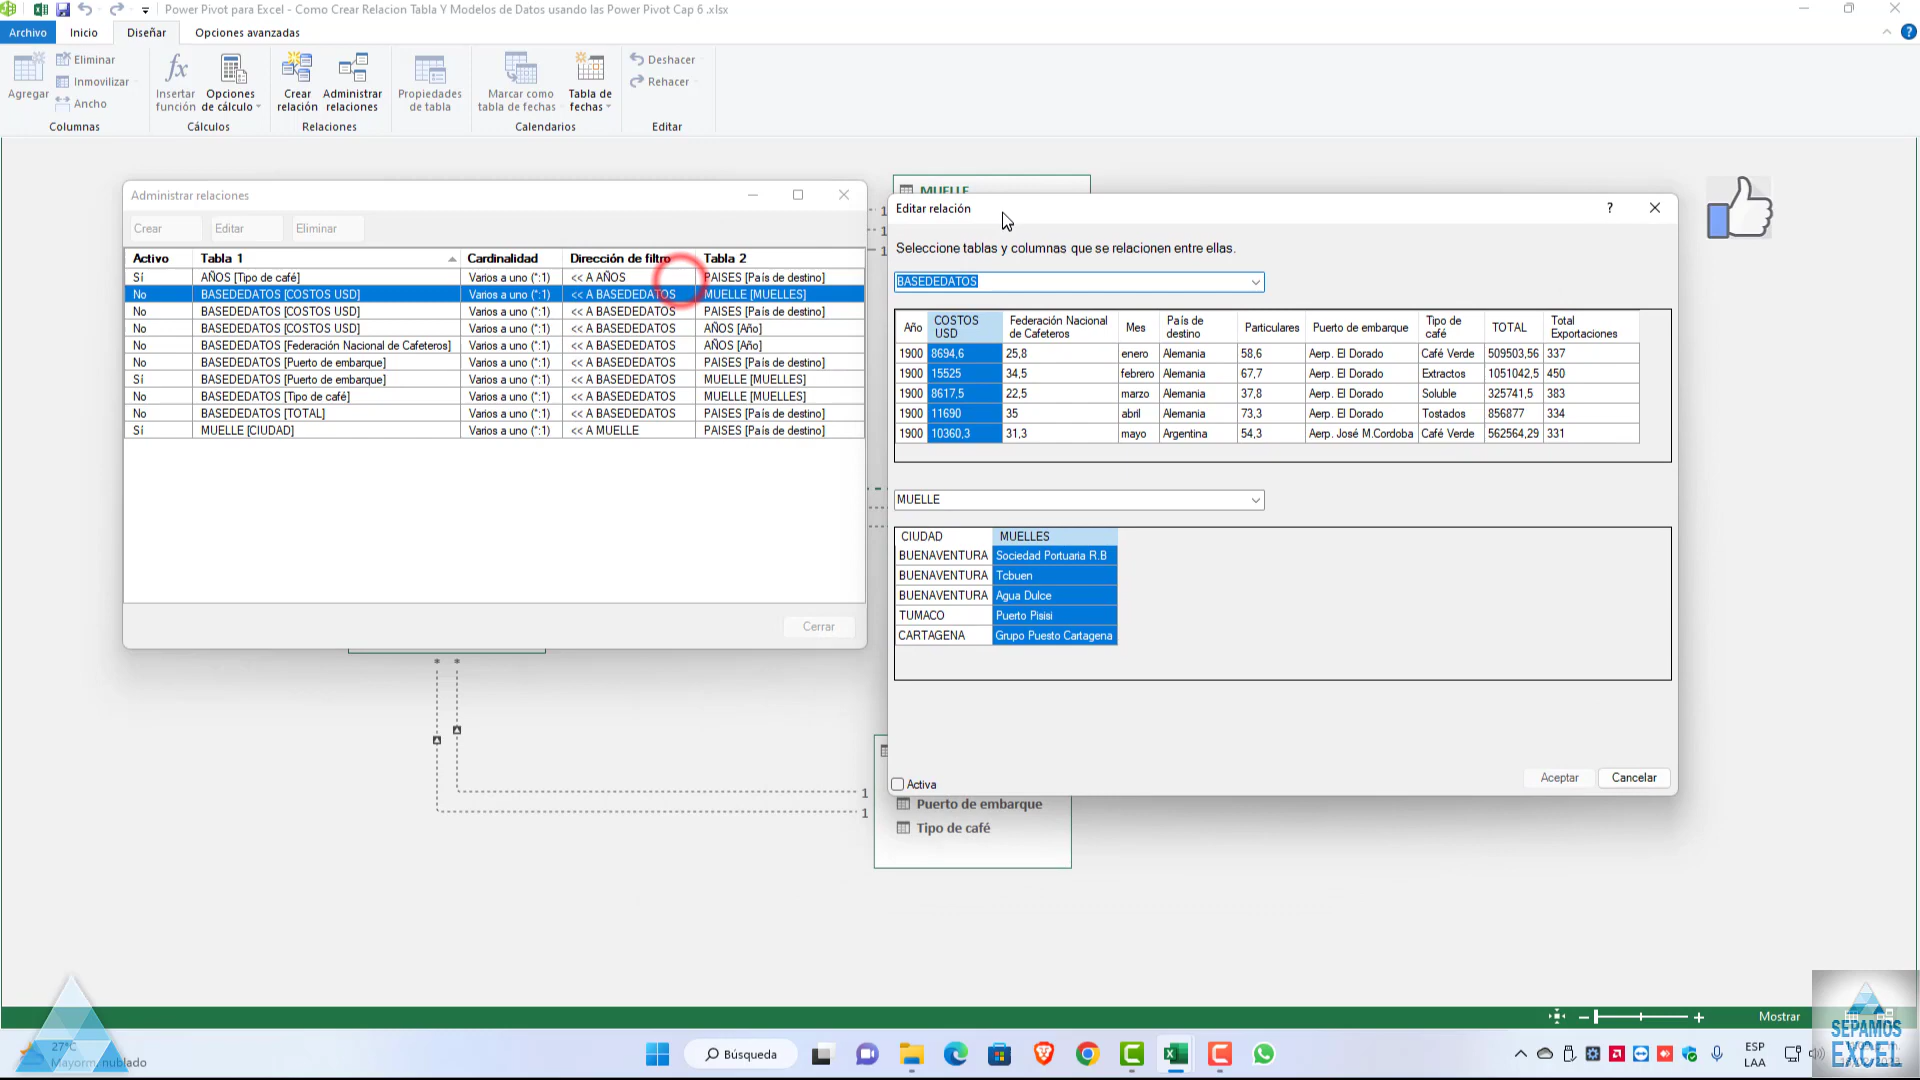 Power Pivot para Excel - Como Crear Relacion Tabla Y Modelos de Datos usando las Power Pivot Cap 6 .xlsx
Archivo Inicio Diseñar Opciones avanzadas
Agregar
Eliminar
Inmovilizar
Ancho
Columnas
Insertar función
Opciones de cálculo
Cálculos
Crear relación
Administrar relaciones
Relaciones
Propiedades de tabla
Marcar como tabla de fechas
Tabla de fechas
Calendarios
Deshacer
Rehacer
Editar
MUELLE
Administrar relaciones
Crear Editar Eliminar
Activo Tabla 1 Cardinalidad Dirección de filtro Tabla 2
Sí AÑOS [Tipo de café] Varios a uno (*:1) << A AÑOS PAISES [País de destino]
No BASEDEDATOS [COSTOS USD] Varios a uno (*:1) << A BASEDEDATOS MUELLE [MUELLES]
No BASEDEDATOS [COSTOS USD] Varios a uno (*:1) << A BASEDEDATOS PAISES [País de destino]
No BASEDEDATOS [COSTOS USD] Varios a uno (*:1) << A BASEDEDATOS AÑOS [Año]
No BASEDEDATOS [Federación Nacional de Cafeteros] Varios a uno (*:1) << A BASEDEDATOS AÑOS [Año]
No BASEDEDATOS [Puerto de embarque] Varios a uno (*:1) << A BASEDEDATOS PAISES [País de destino]
Sí BASEDEDATOS [Puerto de embarque] Varios a uno (*:1) << A BASEDEDATOS MUELLE [MUELLES]
No BASEDEDATOS [Tipo de café] Varios a uno (*:1) << A BASEDEDATOS MUELLE [MUELLES]
No BASEDEDATOS [TOTAL] Varios a uno (*:1) << A BASEDEDATOS PAISES [País de destino]
Sí MUELLE [CIUDAD] Varios a uno (*:1) << A MUELLE PAISES [País de destino]
Cerrar
1
1
1
Editar relación ?
Seleccione tablas y columnas que se relacionen entre ellas.
BASEDEDATOS
Año COSTOS USD Federación Nacional de Cafeteros Mes País de destino Particulares Puerto de embarque Tipo de café TOTAL Total Exportaciones
1900 8694,6 25,8 enero Alemania 58,6 Aerp. El Dorado Café Verde 509503,56 337
1900 15525 34,5 febrero Alemania 67,7 Aerp. El Dorado Extractos 1051042,5 450
1900 8617,5 22,5 marzo Alemania 37,8 Aerp. El Dorado Soluble 325741,5 383
1900 11690 35 abril Alemania 73,3 Aerp. El Dorado Tostados 856877 334
1900 10360,3 31,3 mayo Argentina 54,3 Aerp. José M.Cordoba Café Verde 562564,29 331
MUELLE
CIUDAD MUELLES
BUENAVENTURA Sociedad Portuaria R.B
BUENAVENTURA Tcbuen
BUENAVENTURA Agua Dulce
TUMACO Puerto Pisisi
CARTAGENA Grupo Puesto Cartagena
Activa
Aceptar Cancelar
* *
1
1
Puerto de embarque
Tipo de café
Mostrar
SEPAMOS
EXCEL
27°C
Mayorm. nublado
Búsqueda
ESP
LAA